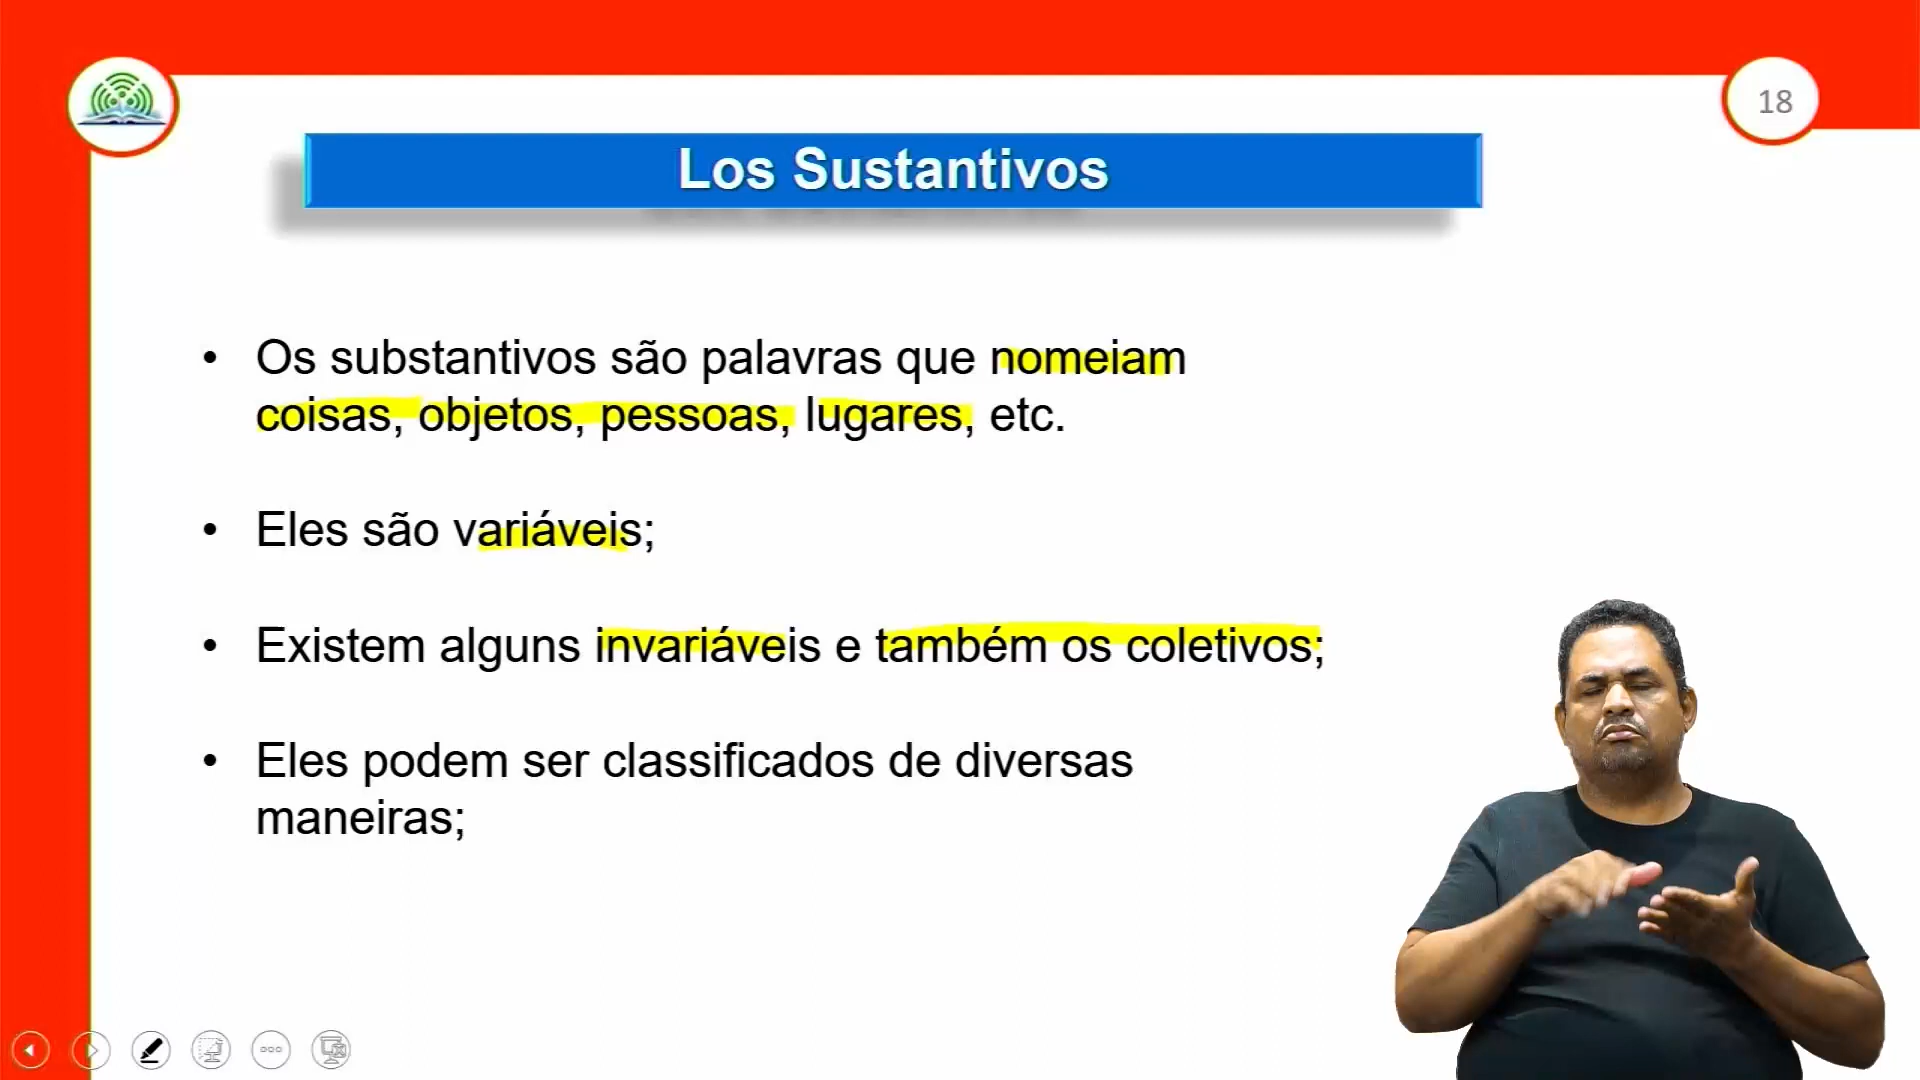 18
Los Sustantivos
• Os substantivos são palavras que nomeiam
coisas, objetos, pessoas, lugares, etc.
• Eles são variáveis;
• Existem alguns invariáveis e também os coletivos;
• Eles podem ser classificados de diversas
maneiras;